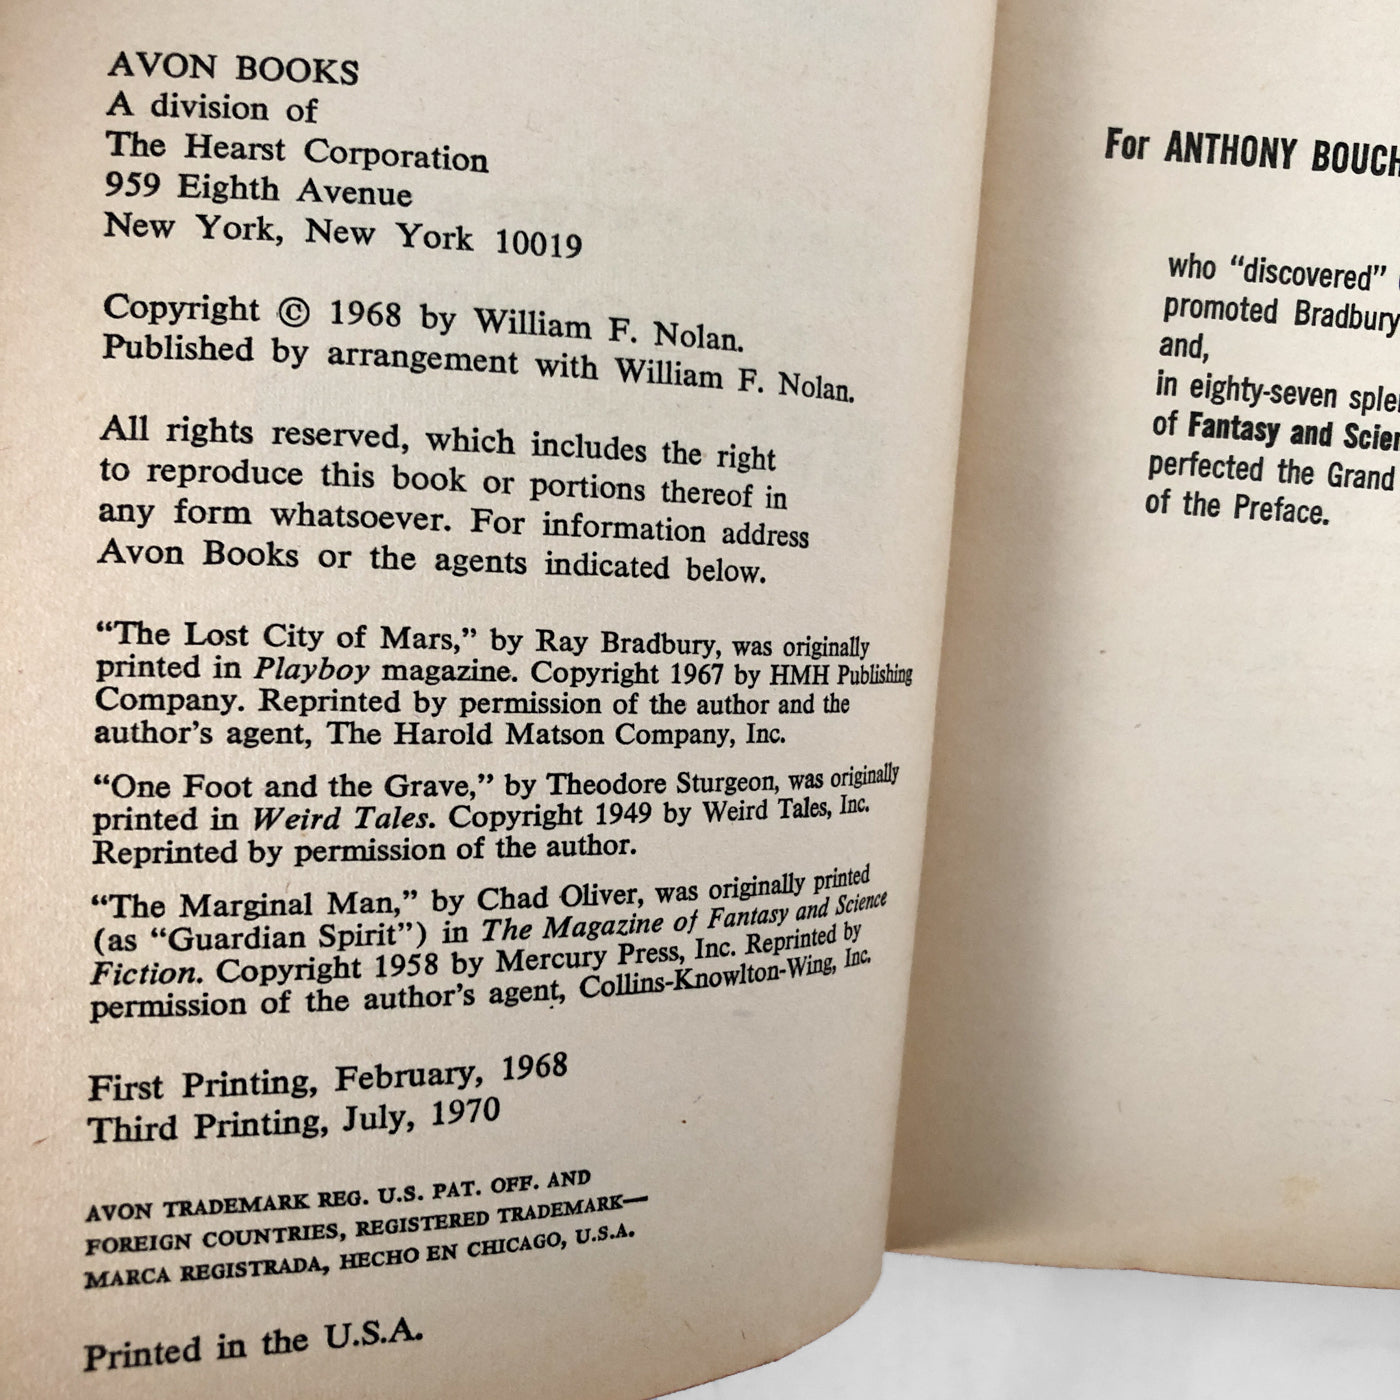 AVON BOOKS
A division of
The Hearst Corporation
959 Eighth Avenue
New York, New York 10019
Copyright © 1968 by William F. Nolan.
Published by arrangement with William F. Nolan.
All rights reserved, which includes the right
to reproduce this book or portions thereof in
any form whatsoever. For information address
Avon Books or the agents indicated below.
“The Lost City of Mars,” by Ray Bradbury, was originally
printed in Playboy magazine. Copyright 1967 by HMH Publishing
Company. Reprinted by permission of the author and the
author's agent, The Harold Matson Company, Inc.
“One Foot and the Grave,” by Theodore Sturgeon, was originally
printed in Weird Tales. Copyright 1949 by Weird Tales, Inc.
Reprinted by permission of the author.
“The Marginal Man,” by Chad Oliver, was originally printed
(as “Guardian Spirit”) in The Magazine of Fantasy and Science
Fiction. Copyright 1958 by Mercury Press, Inc. Reprinted by
permission of the author's agent, Collins-Knowlton-Wing, Inc.
First Printing, February, 1968
Third Printing, July, 1970
AVON TRADEMARK REG. U.S. PAT. OFF. AND
FOREIGN COUNTRIES, REGISTERED TRADEMARK—
MARCA REGISTRADA, HECHO EN CHICAGO, U.S.A.
Printed in the U.S.A.
For ANTHONY BOUCH
who “discovered”
promoted Bradbury
and,
in eighty-seven sple
of Fantasy and Scie
perfected the Grand
of the Preface.